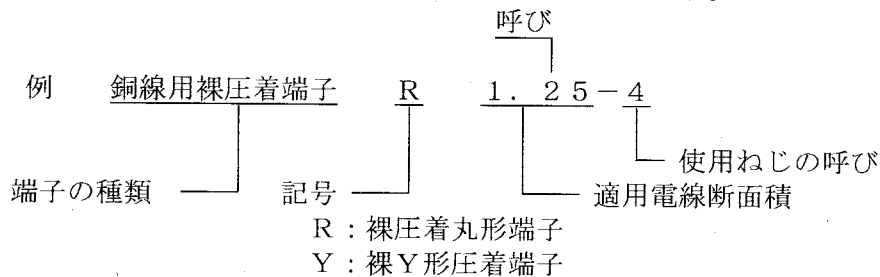 呼び
例 銅線用裸圧着端子 R 1.25-4
使用ねじの呼び
端子の種類 記号 適用電線断面積
R:裸圧着丸形端子
Y:裸Y形圧着端子